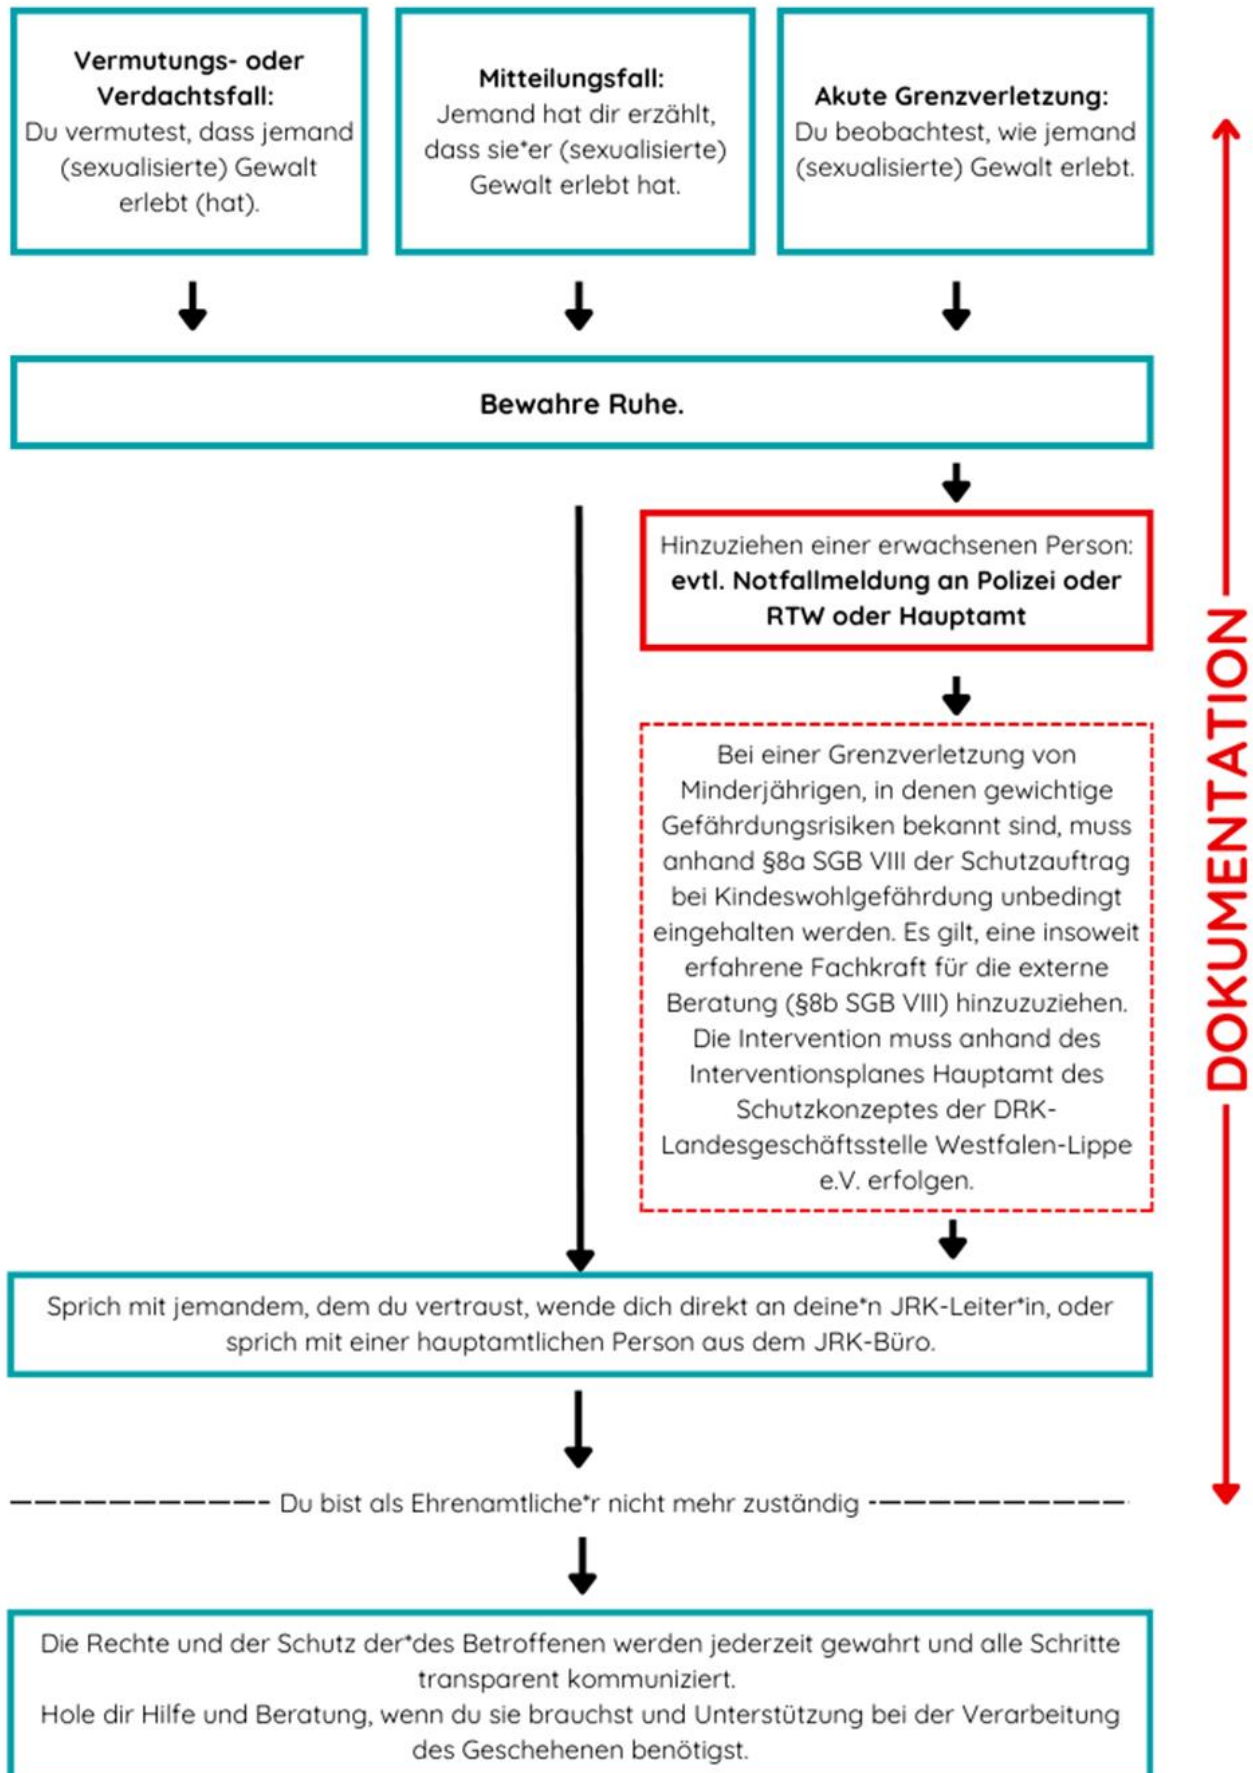 Vermutungs- oder
Verdachtsfall:
Du vermutest, dass jemand
(sexualisierte) Gewalt
erlebt (hat).
Mitteilungsfall:
Jemand hat dir erzählt,
dass sie*er (sexualisierte)
Gewalt erlebt hat.
Akute Grenzverletzung:
Du beobachtest, wie jemand
(sexualisierte) Gewalt erlebt.
Bewahre Ruhe.
Hinzuziehen einer erwachsenen Person:
evtl. Notfallmeldung an Polizei oder
RTW oder Hauptamt
Bei einer Grenzverletzung von
Minderjährigen, in denen gewichtige
Gefährdungsrisiken bekannt sind, muss
anhand §8a SGB VIII der Schutzauftrag
bei Kindeswohlgefährdung unbedingt
eingehalten werden. Es gilt, eine insoweit
erfahrene Fachkraft für die externe
Beratung (§8b SGB VIII) hinzuzuziehen.
Die Intervention muss anhand des
Interventionsplanes Hauptamt des
Schutzkonzeptes der DRK-
Landesgeschäftsstelle Westfalen-Lippe
e.V. erfolgen.
Sprich mit jemandem, dem du vertraust, wende dich direkt an deine*n JRK-Leiter*in, oder
sprich mit einer hauptamtlichen Person aus dem JRK-Büro.
Du bist als Ehrenamtliche*r nicht mehr zuständig
Die Rechte und der Schutz der*des Betroffenen werden jederzeit gewahrt und alle Schritte
transparent kommuniziert.
Hole dir Hilfe und Beratung, wenn du sie brauchst und Unterstützung bei der Verarbeitung
des Geschehenen benötigst.
DOKUMENTATION